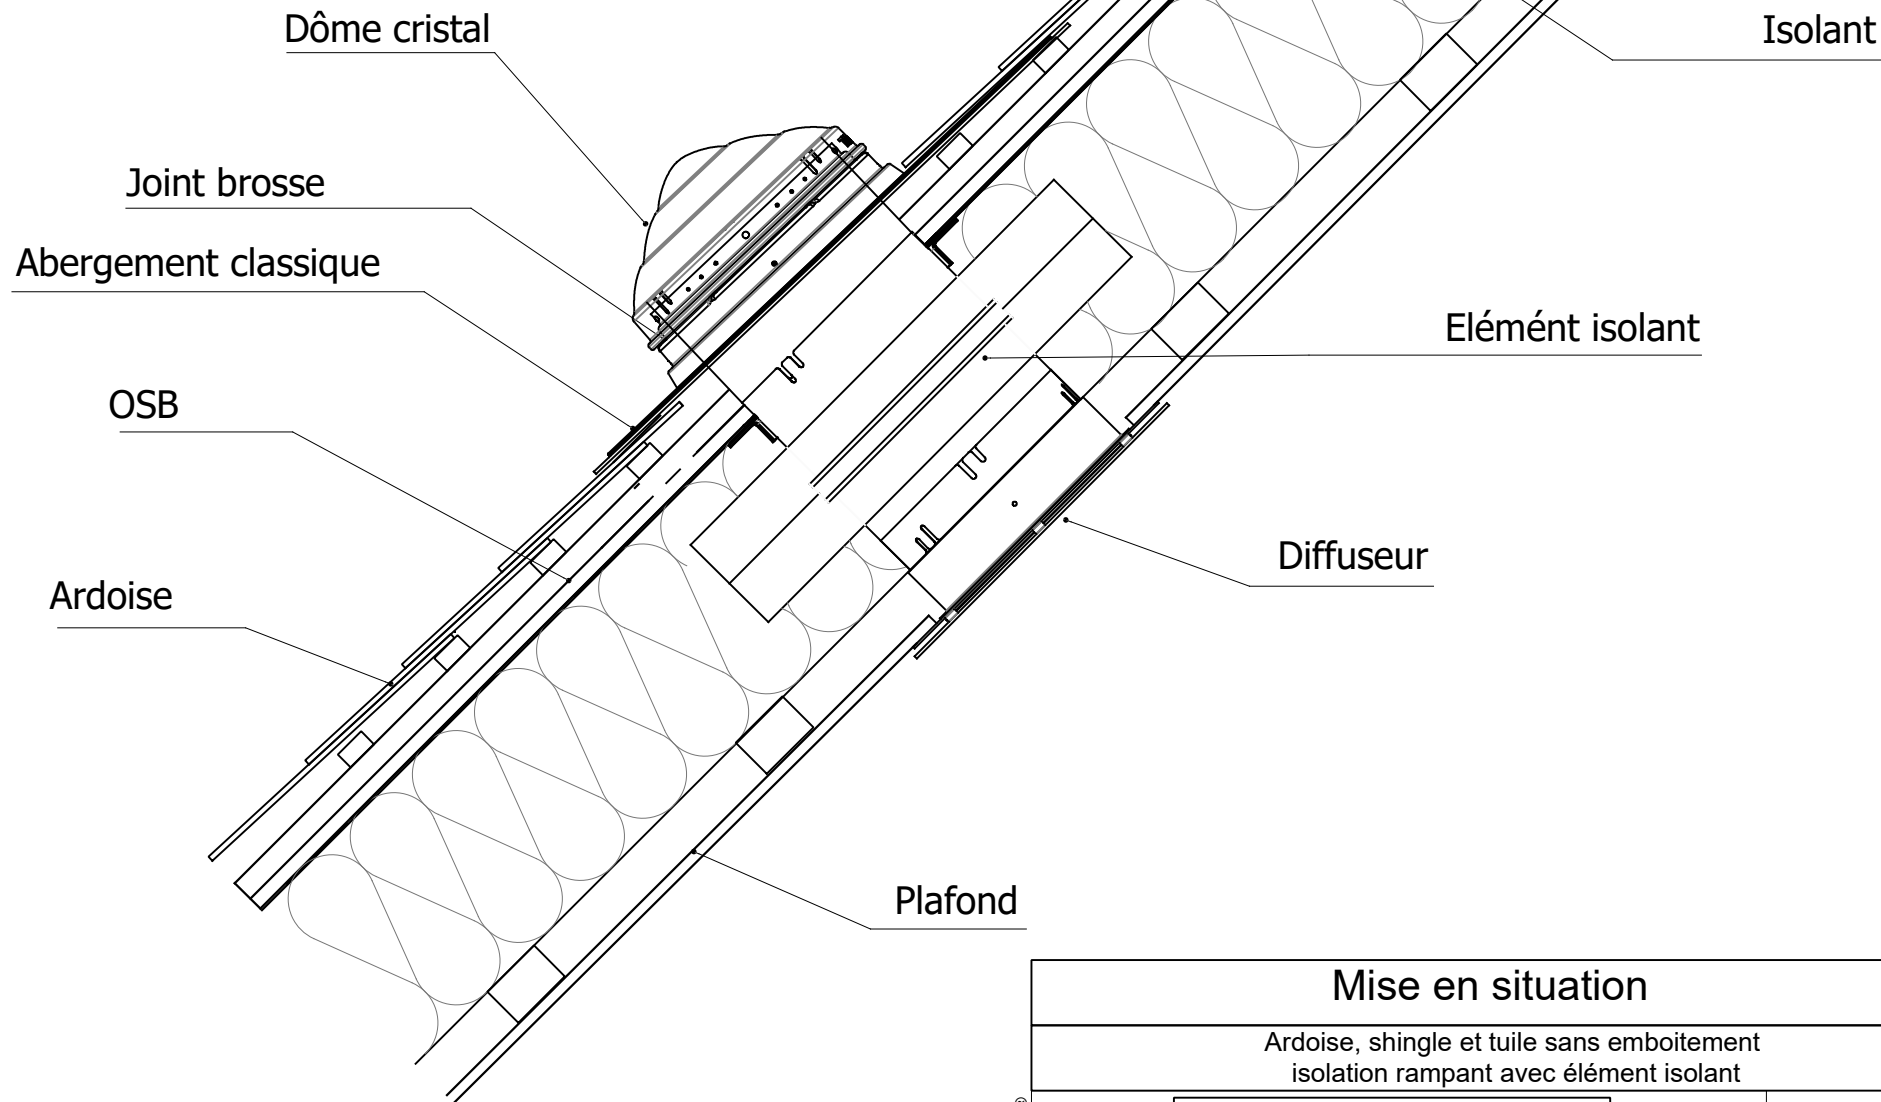 Dôme cristal
Isolant
Joint brosse
Abergement classique
Elémént isolant
OSB
Diffuseur
Ardoise
Plafond
Mise en situation
Ardoise, shingle et tuile sans emboitement
isolation rampant avec élément isolant